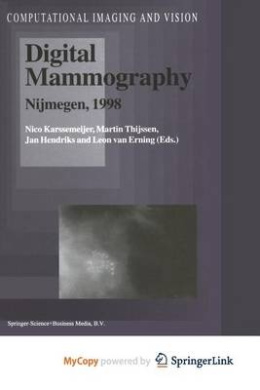 COMPUTATIONAL IMAGING AND VISION
Digital
Mammography
Nijmegen, 1998
Nico Karssemeijer, Martin Thijssen,
Jan Hendriks and Leon van Erning (Eds.)
Springer Science+Business Media, B.V.
MyCopy powered by SpringerLink